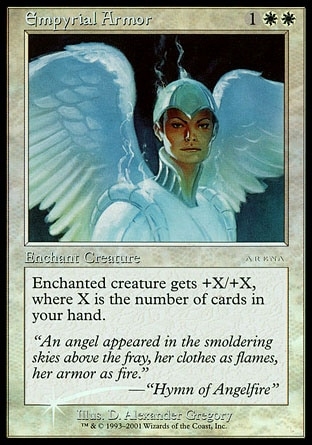 Empyrial Armor 1
Enchant Creature ARENA
Enchanted creature gets +X/+X,
where X is the number of cards in
your hand.
“An angel appeared in the smoldering
skies above the fray, her clothes as flames,
her armor as fire.”
—“Hymn of Angelfire”
Illus. D. Alexander Gregory
™ & © 1993–2001 Wizards of the Coast, Inc.